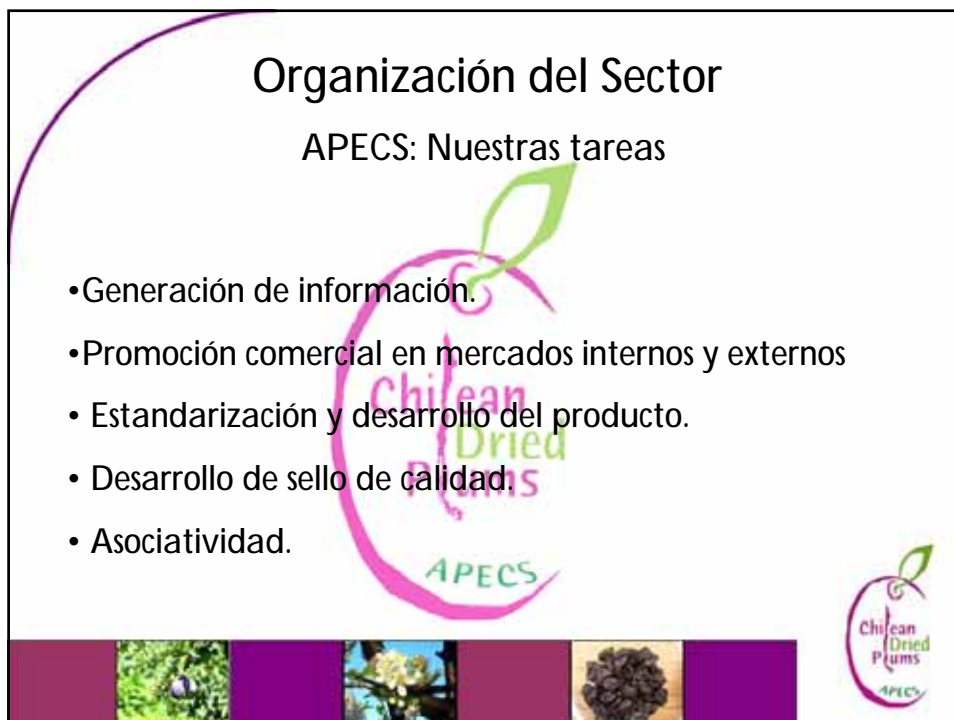 Organización del Sector
APECS: Nuestras tareas
•Generación de información.
•Promoción comercial en mercados internos y externos
• Estandarización y desarrollo del producto.
• Desarrollo de sello de calidad.
• Asociatividad.
Chilean
Dried
Plums
APECS
Chilean
Dried
Plums
APECS